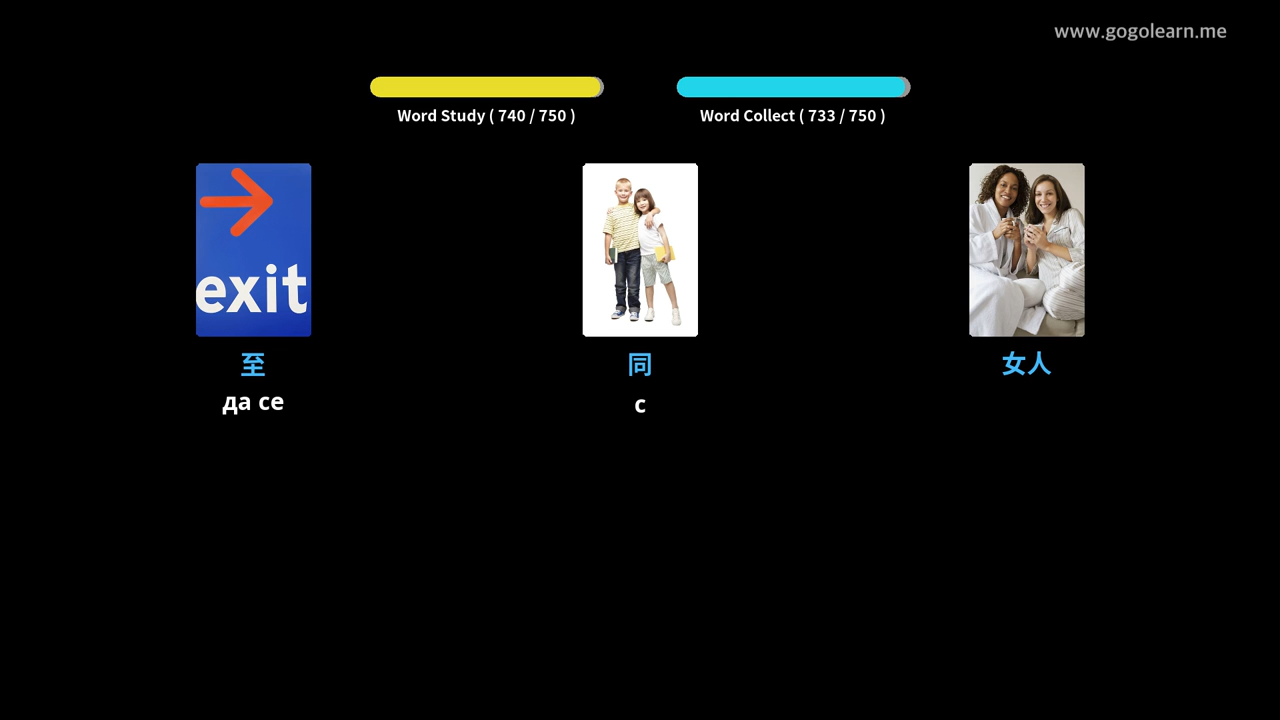 www.gogolearn.me
Word Study ( 740 / 750 )
Word Collect ( 733 / 750 )
exit
至
同
女人
да се
с